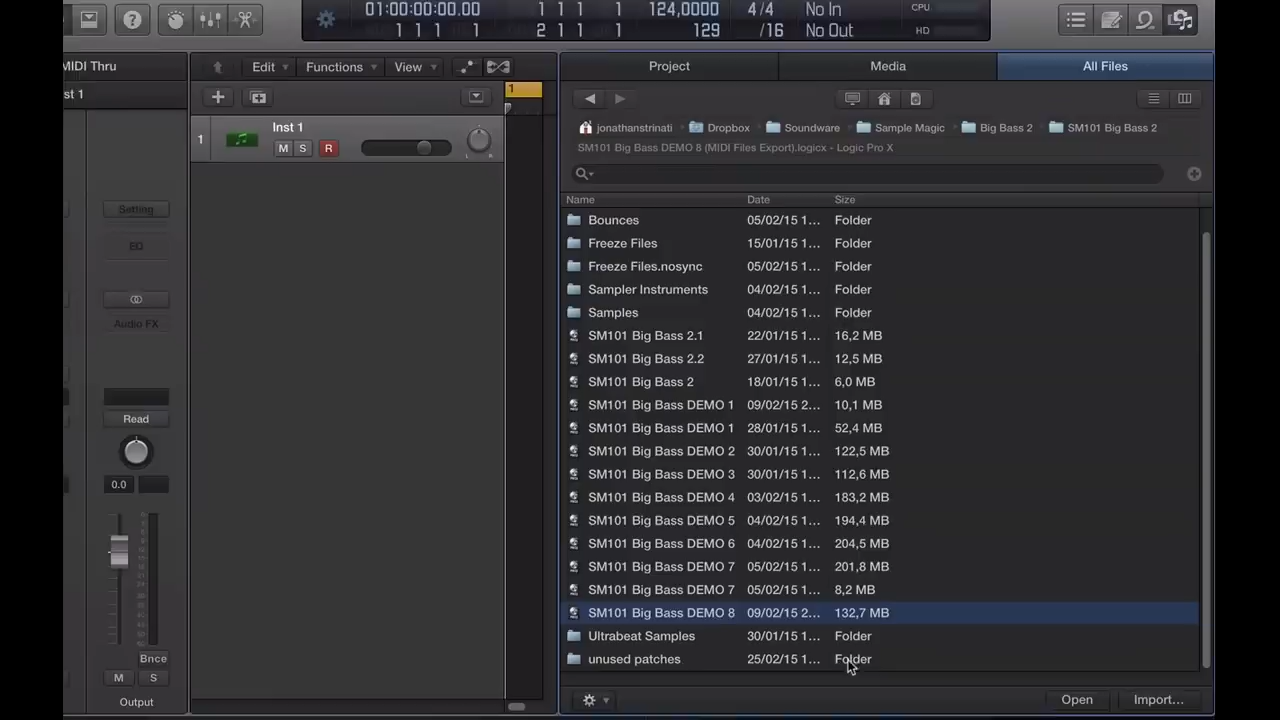 01:00:00:00.00 1 1 1 1 124,0000 4/4 No In CPU
1 1 1 2 1 1 1 129 /16 No Out HD
MIDI Thru Edit Functions View Project Media All Files
st 1
1
jonathanstrinati Dropbox Soundware Sample Magic Big Bass 2 SM101 Big Bass 2
SM101 Big Bass DEMO 8 (MIDI Files Export).logicx - Logic Pro X
1 Inst 1
M S R
L R
Name Date Size
Bounces 05/02/15 1... Folder
Freeze Files 15/01/15 1... Folder
Freeze Files.nosync 05/02/15 1... Folder
Sampler Instruments 04/02/15 1... Folder
Samples 04/02/15 1... Folder
SM101 Big Bass 2.1 22/01/15 1... 16,2 MB
SM101 Big Bass 2.2 27/01/15 1... 12,5 MB
SM101 Big Bass 2 18/01/15 1... 6,0 MB
SM101 Big Bass DEMO 1 09/02/15 2... 10,1 MB
SM101 Big Bass DEMO 1 28/01/15 1... 52,4 MB
SM101 Big Bass DEMO 2 30/01/15 1... 122,5 MB
SM101 Big Bass DEMO 3 30/01/15 1... 112,6 MB
SM101 Big Bass DEMO 4 03/02/15 1... 183,2 MB
SM101 Big Bass DEMO 5 04/02/15 1... 194,4 MB
SM101 Big Bass DEMO 6 04/02/15 1... 204,5 MB
SM101 Big Bass DEMO 7 05/02/15 1... 201,8 MB
SM101 Big Bass DEMO 7 05/02/15 1... 8,2 MB
SM101 Big Bass DEMO 8 09/02/15 2... 132,7 MB
Ultrabeat Samples 30/01/15 1... Folder
unused patches 25/02/15 1... Folder
Open Import...
Setting
EQ
Audio FX
Read
0.0
Bnce
M S
Output